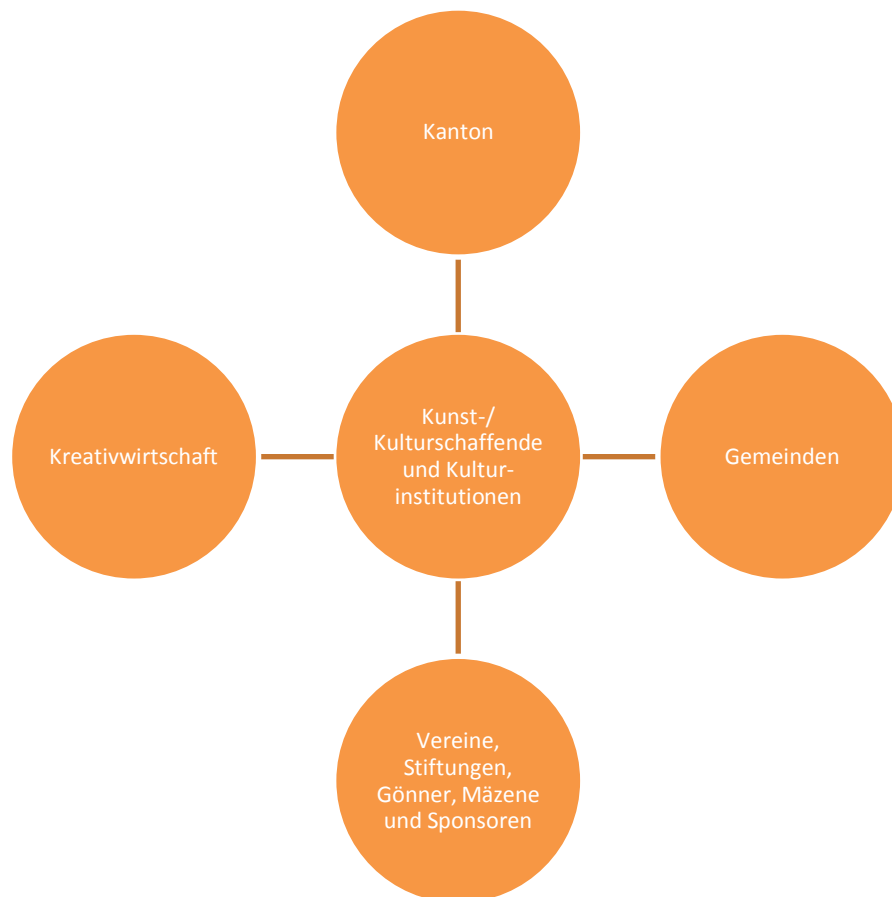 Kanton
Kreativwirtschaft
Kunst-/
Kulturschaffende
und Kultur-
institutionen
Gemeinden
Vereine,
Stiftungen,
Gönner, Mäzene
und Sponsoren